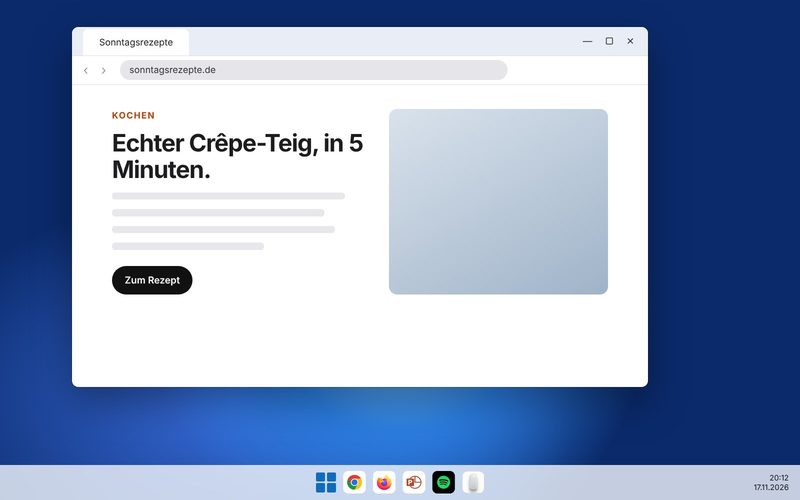 Sonntagsrezepte
sonntagsrezepte.de
KOCHEN
Echter Crêpe-Teig, in 5
Minuten.
Zum Rezept
20:12
17.11.2026